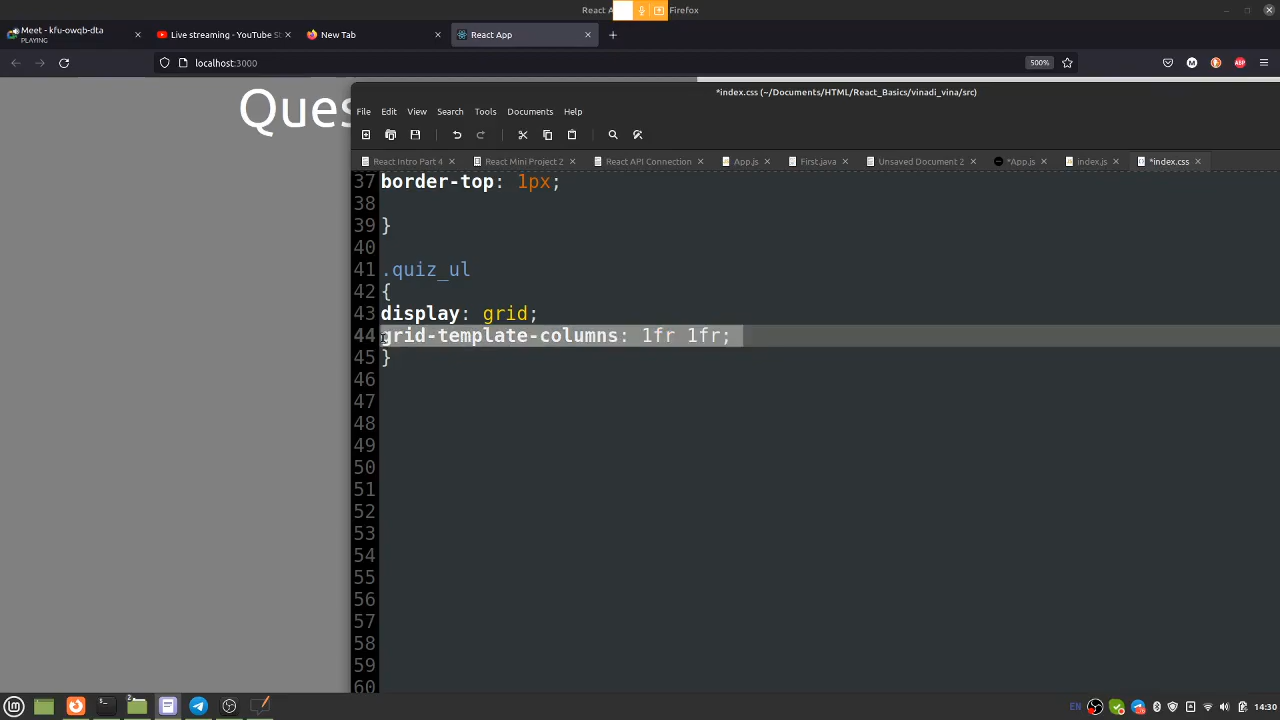 React A Firefox
Meet - kfu-owqb-dta
PLAYING
Live streaming - YouTube St
New Tab
React App
localhost:3000
500%
Ques
*index.css (~/Documents/HTML/React_Basics/vinadi_vina/src)
File Edit View Search Tools Documents Help
React Intro Part 4
React Mini Project 2
React API Connection
App.js
First.java
Unsaved Document 2
*App.js
index.js
*index.css
37 border-top: 1px;
38
39 }
40
41 .quiz_ul
42 {
43 display: grid;
44 grid-template-columns: 1fr 1fr;
45 }
46
47
48
49
50
51
52
53
54
55
56
57
58
59
60
EN 14:30